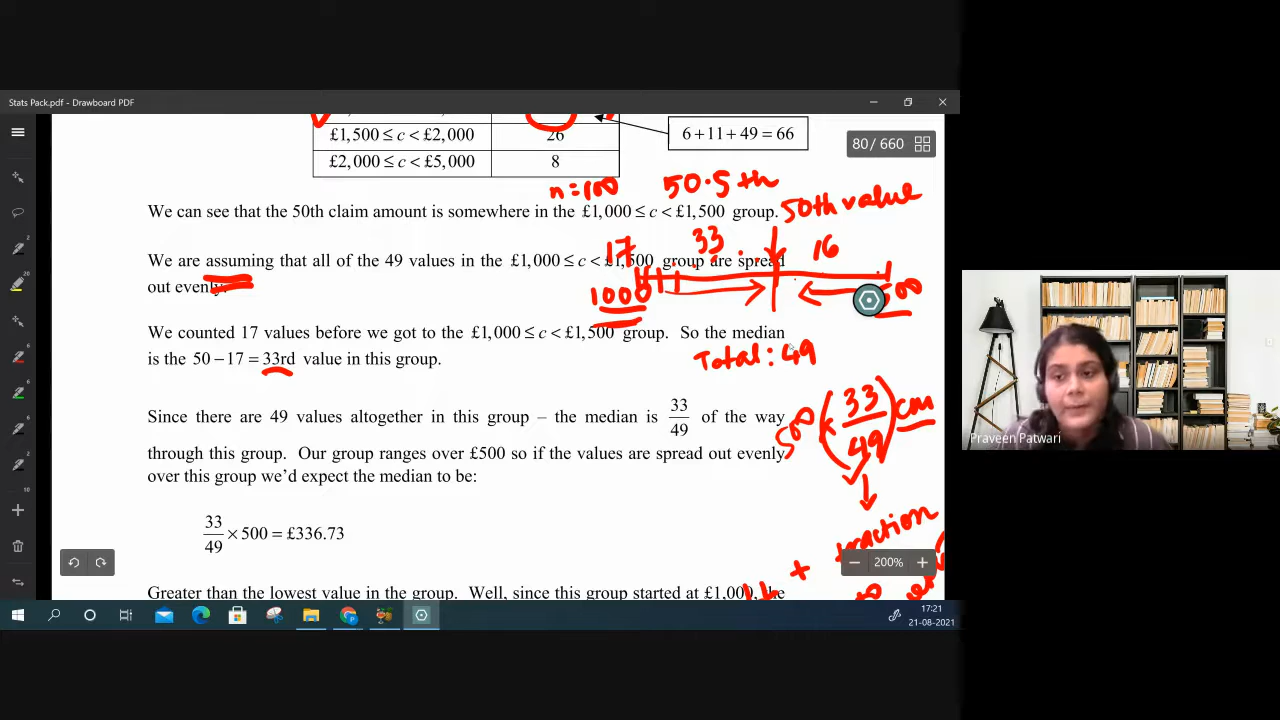 Stats Pack.pdf - Drawboard PDF
80 / 660
£1,500 ≤ c < £2,000 26
6 + 11 + 49 = 66
£2,000 ≤ c < £5,000 8
n = 100 50.5 th
We can see that the 50th claim amount is somewhere in the £1,000 ≤ c < £1,500 group.
50th value
17 33 16
We are assuming that all of the 49 values in the £1,000 ≤ c < £1,500 group are spread
out evenly.
1000
We counted 17 values before we got to the £1,000 ≤ c < £1,500 group. So the median
is the 50 − 17 = 33rd value in this group.
Total : 49
Since there are 49 values altogether in this group – the median is 33/49 of the way
through this group. Our group ranges over £500 so if the values are spread out evenly
over this group we'd expect the median to be:
500 × (33/49) cm
33/49 × 500 = £336.73
fraction
+
200%
Greater than the lowest value in the group. Well, since this group started at £1,000, the
Praveen Patwari
17:21
21-08-2021